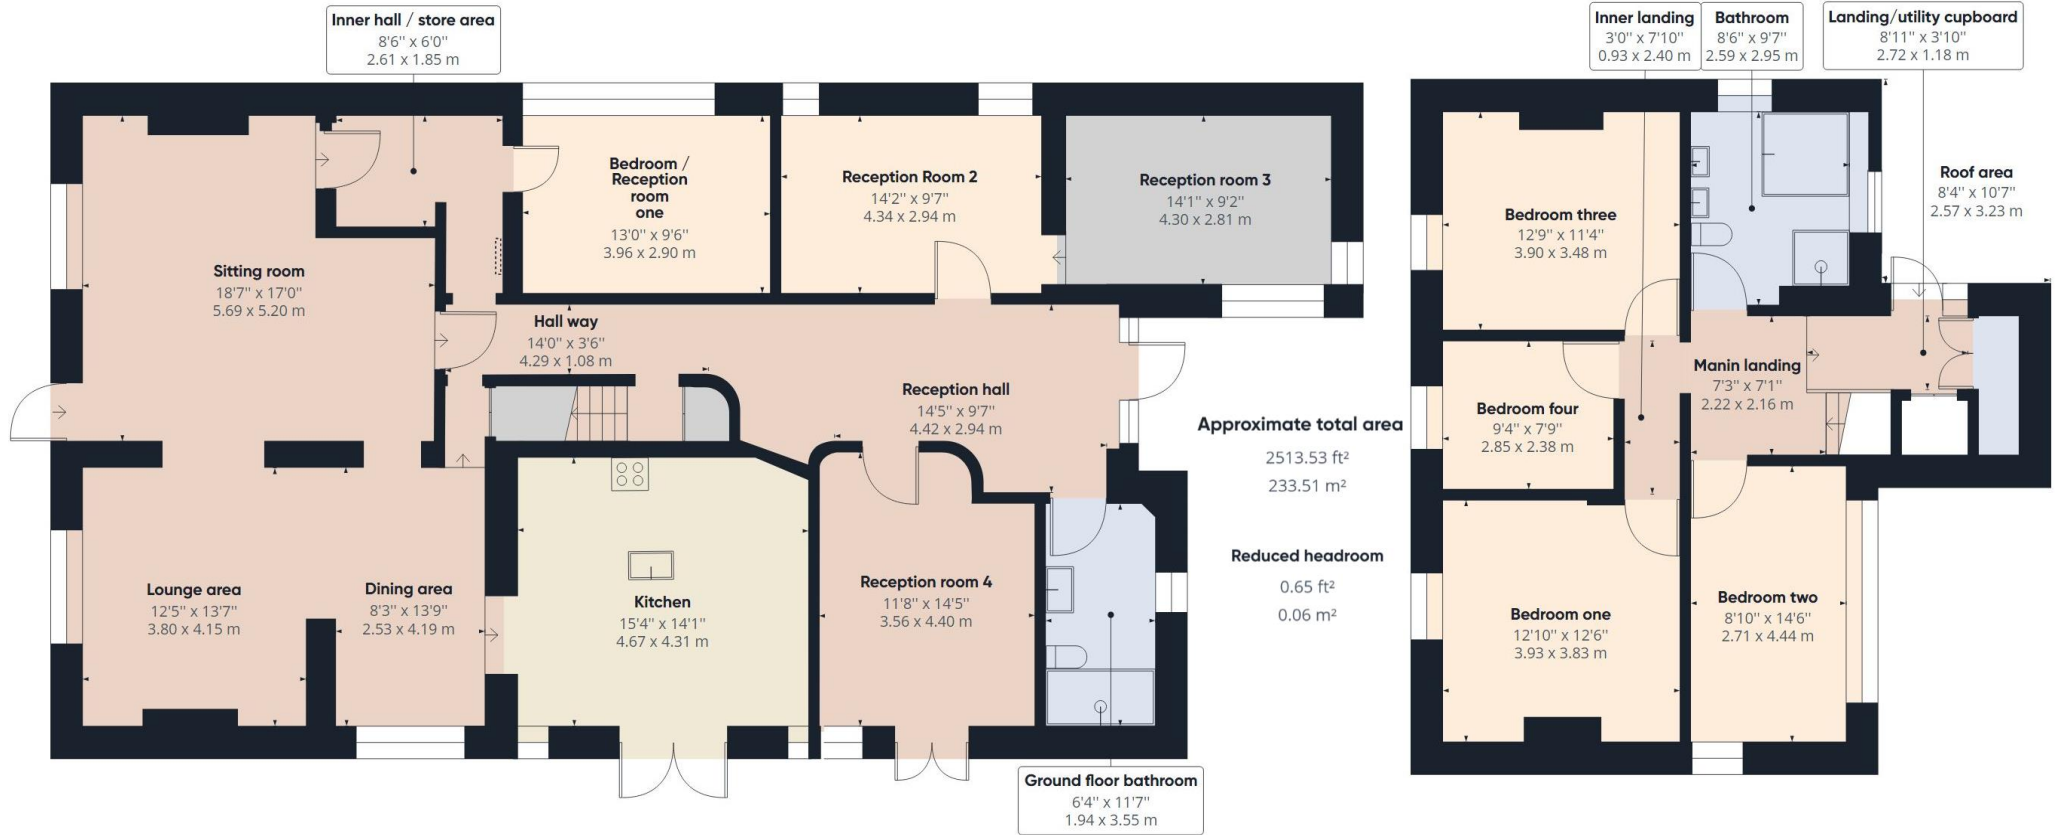 Inner hall / store area
8'6'' x 6'0''
2.61 x 1.85 m
Bedroom /
Reception
room
one
13'0'' x 9'6''
3.96 x 2.90 m
Reception Room 2
14'2'' x 9'7''
4.34 x 2.94 m
Reception room 3
14'1'' x 9'2''
4.30 x 2.81 m
Sitting room
18'7'' x 17'0''
5.69 x 5.20 m
Hall way
14'0'' x 3'6''
4.29 x 1.08 m
Reception hall
14'5'' x 9'7''
4.42 x 2.94 m
Lounge area
12'5'' x 13'7''
3.80 x 4.15 m
Dining area
8'3'' x 13'9''
2.53 x 4.19 m
Kitchen
15'4'' x 14'1''
4.67 x 4.31 m
Reception room 4
11'8'' x 14'5''
3.56 x 4.40 m
Ground floor bathroom
6'4'' x 11'7''
1.94 x 3.55 m
Approximate total area
2513.53 ft²
233.51 m²
Reduced headroom
0.65 ft²
0.06 m²
Inner landing
3'0'' x 7'10''
0.93 x 2.40 m
Bathroom
8'6'' x 9'7''
2.59 x 2.95 m
Landing/utility cupboard
8'11'' x 3'10''
2.72 x 1.18 m
Roof area
8'4'' x 10'7''
2.57 x 3.23 m
Bedroom three
12'9'' x 11'4''
3.90 x 3.48 m
Manin landing
7'3'' x 7'1''
2.22 x 2.16 m
Bedroom four
9'4'' x 7'9''
2.85 x 2.38 m
Bedroom one
12'10'' x 12'6''
3.93 x 3.83 m
Bedroom two
8'10'' x 14'6''
2.71 x 4.44 m